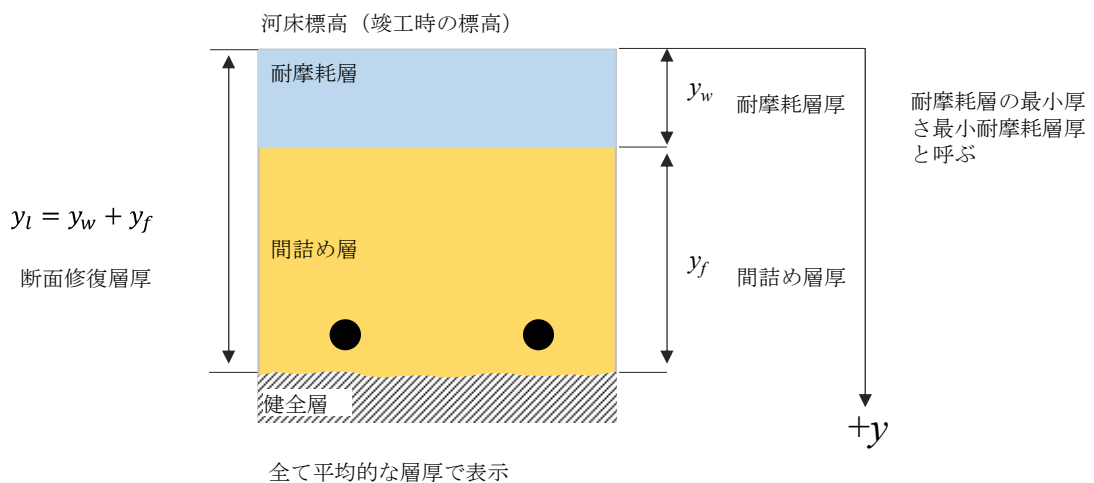 河床標高（竣工時の標高）
耐摩耗層
y_w
耐摩耗層厚
耐摩耗層の最小厚
さ最小耐摩耗層厚
と呼ぶ
y_l = y_w + y_f
断面修復層厚
間詰め層
y_f
間詰め層厚
健全層
+y
全て平均的な層厚で表示